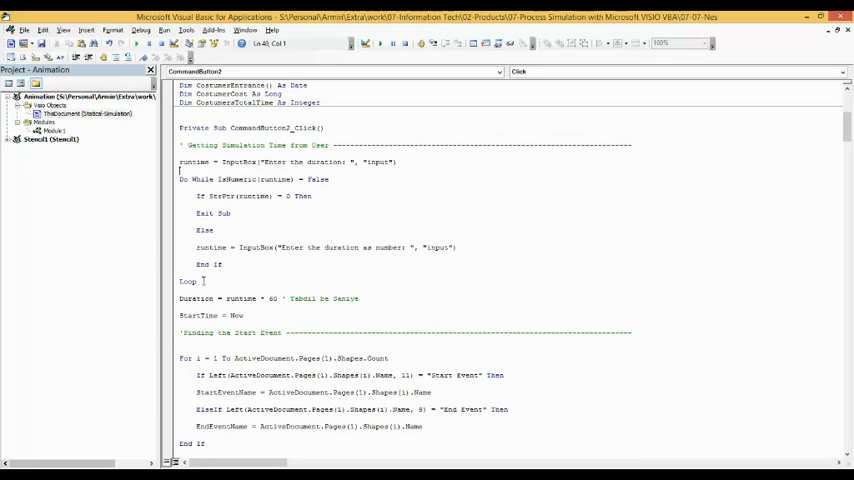 Microsoft Visual Basic for Applications - S:\Personal\Armin\Extra\work\07-07-Information Tech\02-Products\07-07-Process Simulation with Microsoft VISIO VBA\07-07-Nes
File Edit View Insert Format Debug Run Tools Add-Ins Window Help
Ln 40, Col 1
100%
Project - Animation
CommandButton2
Click
Animation (S:\Personal\Armin\Extra\work\
Visio Objects
ThisDocument (Statical-Simulation)
Modules
Module1
Stencil1 (Stencil1)
Dim CostumerEntrance() As Date
Dim CostumerCost As Long
Dim CostumersTotalTime As Integer
Private Sub CommandButton2_Click()
' Getting Simulation Time from User ----------------------------------------------------------------------
runtime = InputBox("Enter the duration: ", "input")
Do While IsNumeric(runtime) = False
If StrPtr(runtime) = 0 Then
Exit Sub
Else
runtime = InputBox("Enter the duration as number: ", "input")
End If
Loop
Duration = runtime * 60 ' Tabdil be Saniye
StartTime = Now
'Finding the Start Event ----------------------------------------------------------------------------------
For i = 1 To ActiveDocument.Pages(1).Shapes.Count
If Left(ActiveDocument.Pages(1).Shapes(i).Name, 11) = "Start Event" Then
StartEventName = ActiveDocument.Pages(1).Shapes(i).Name
ElseIf Left(ActiveDocument.Pages(1).Shapes(i).Name, 9) = "End Event" Then
EndEventName = ActiveDocument.Pages(1).Shapes(i).Name
End If